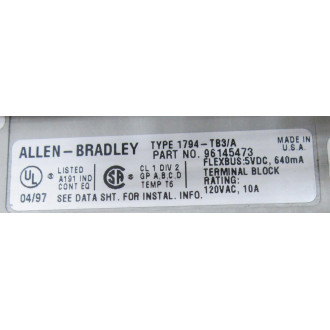 ALLEN-BRADLEY TYPE 1794-TB3/A MADE IN U.S.A.
PART NO. 96145473
FLEXBUS:5VDC, 640mA
UL LISTED A191 IND CONT EQ
SA CL 1 DIV 2 GP A,B,C,D TEMP T6
TERMINAL BLOCK RATING: 120VAC, 10A
04/97 SEE DATA SHT. FOR INSTAL. INFO.